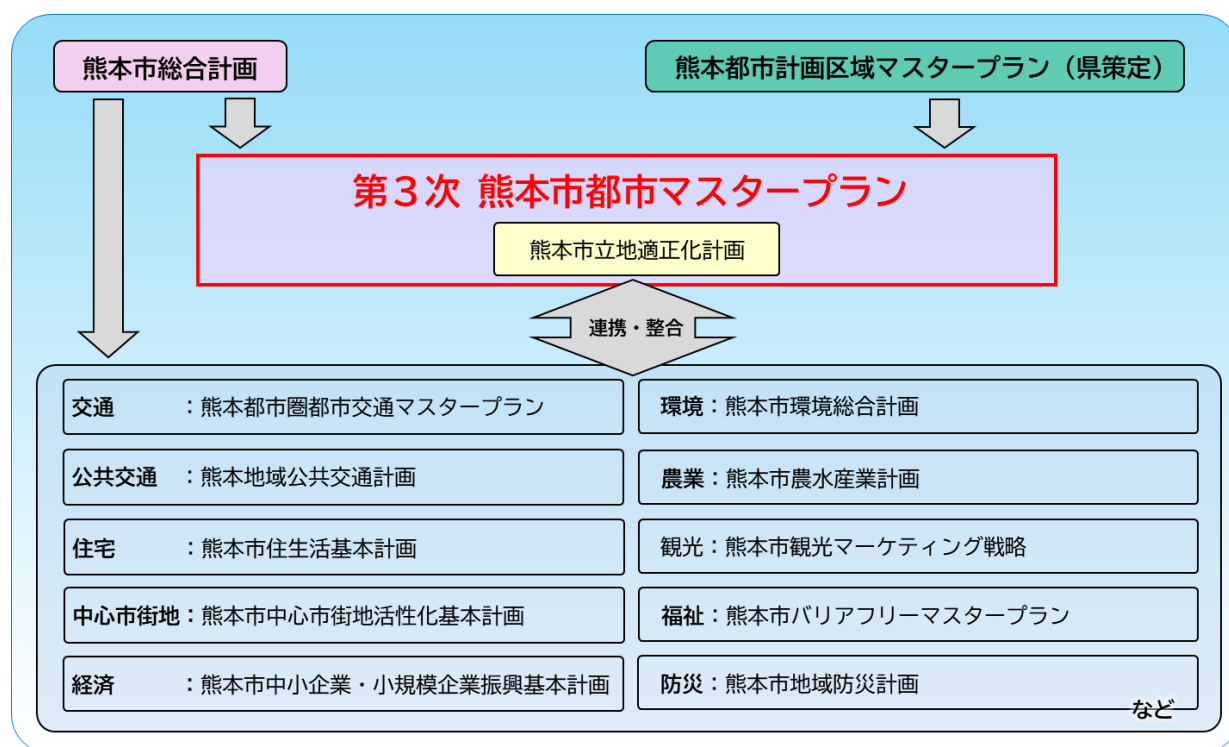 熊本市総合計画
熊本都市計画区域マスタープラン（県策定）
第３次 熊本市都市マスタープラン
熊本市立地適正化計画
連携・整合
交通　　　：熊本都市圏都市交通マスタープラン
公共交通　：熊本地域公共交通計画
住宅　　　：熊本市住生活基本計画
中心市街地：熊本市中心市街地活性化基本計画
経済　　　：熊本市中小企業・小規模企業振興基本計画
環境：熊本市環境総合計画
農業：熊本市農水産業計画
観光：熊本市観光マーケティング戦略
福祉：熊本市バリアフリーマスタープラン
防災：熊本市地域防災計画
など